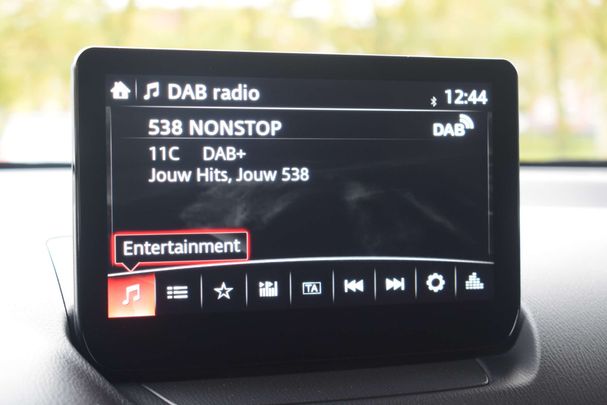 DAB radio
12:44
538 NONSTOP
DAB
11C DAB+
Jouw Hits, Jouw 538
Entertainment
TA